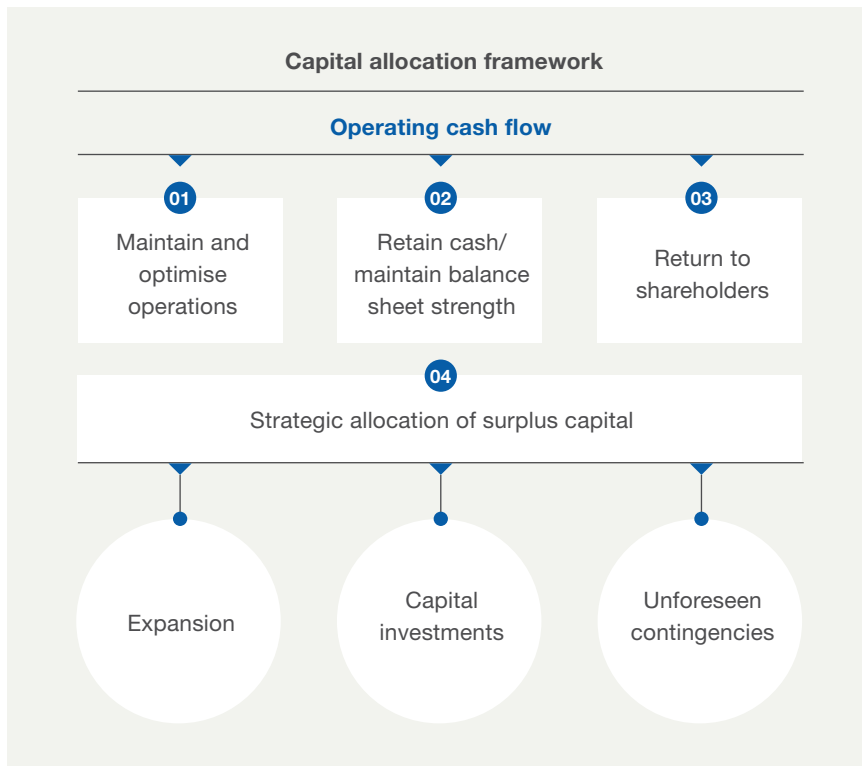 Capital allocation framework
Operating cash flow
01
Maintain and
optimise
operations
02
Retain cash/
maintain balance
sheet strength
03
Return to
shareholders
04
Strategic allocation of surplus capital
Expansion
Capital
investments
Unforeseen
contingencies